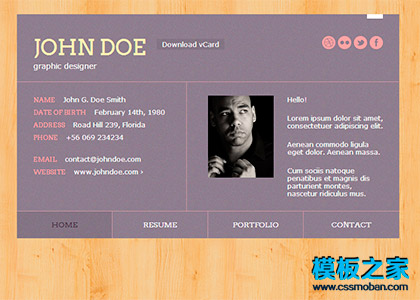 JOHN DOE
Download vCard
graphic designer
NAME John G. Doe Smith
DATE OF BIRTH February 14th, 1980
ADDRESS Road Hill 239, Florida
PHONE +56 069 234234
EMAIL contact@johndoe.com
WEBSITE www.johndoe.com ›
Hello!
Lorem ipsum dolor sit amet,
consectetuer adipiscing elit.
Aenean commodo ligula
eget dolor. Aenean massa.
Cum sociis natoque
penatibus et magnis dis
parturient montes,
nascetur ridiculus mus.
HOME
RESUME
PORTFOLIO
CONTACT
模板之家
www.cssmoban.com